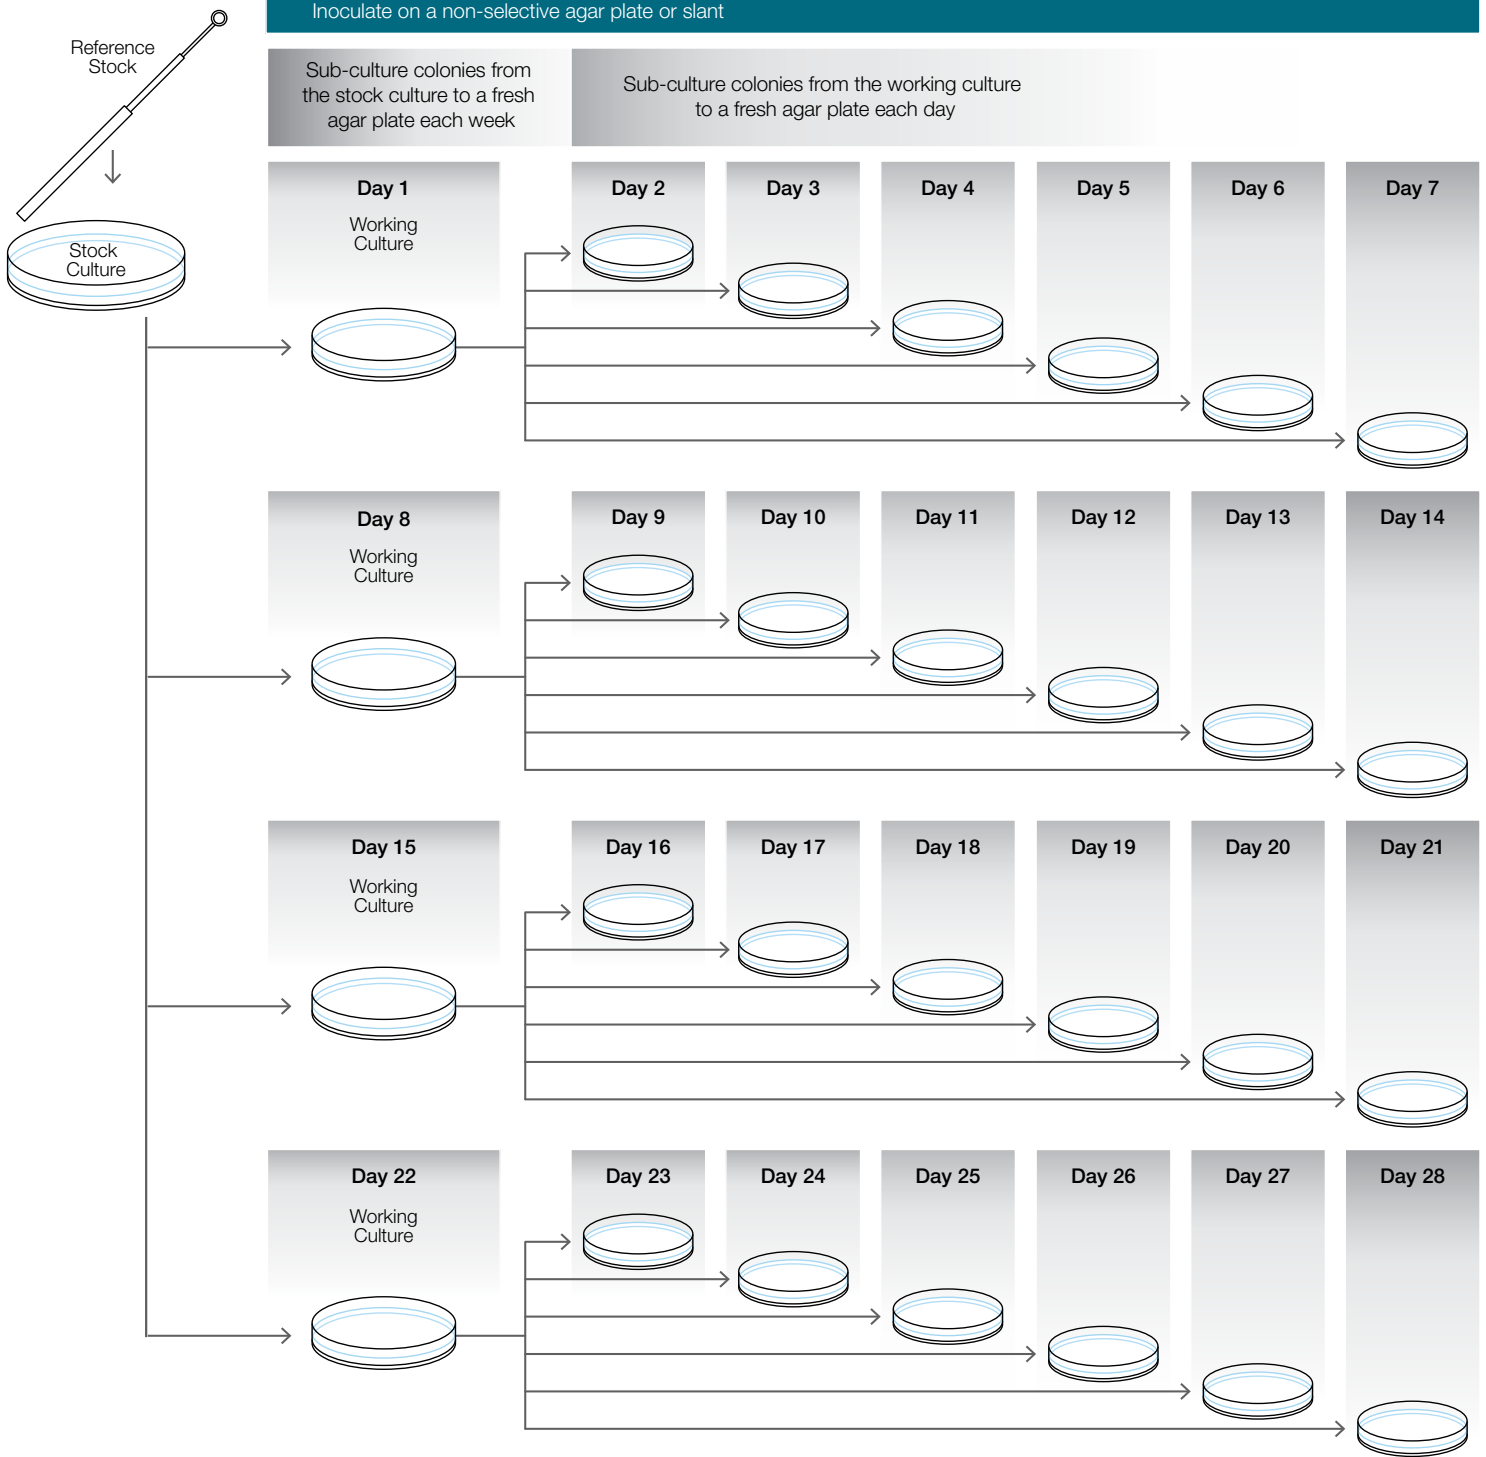 Inoculate on a non-selective agar plate or slant
Reference
Stock
Sub-culture colonies from
the stock culture to a fresh
agar plate each week
Sub-culture colonies from the working culture
to a fresh agar plate each day
Stock
Culture
Day 1
Working
Culture
Day 2
Day 3
Day 4
Day 5
Day 6
Day 7
Day 8
Working
Culture
Day 9
Day 10
Day 11
Day 12
Day 13
Day 14
Day 15
Working
Culture
Day 16
Day 17
Day 18
Day 19
Day 20
Day 21
Day 22
Working
Culture
Day 23
Day 24
Day 25
Day 26
Day 27
Day 28